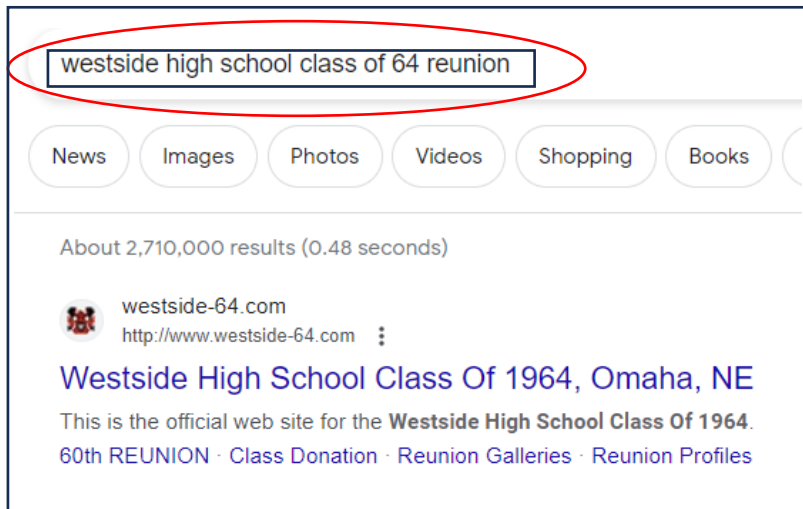 westside high school class of 64 reunion
News Images Photos Videos Shopping Books
About 2,710,000 results (0.48 seconds)
westside-64.com
http://www.westside-64.com
Westside High School Class Of 1964, Omaha, NE
This is the official web site for the Westside High School Class Of 1964.
60th REUNION · Class Donation · Reunion Galleries · Reunion Profiles